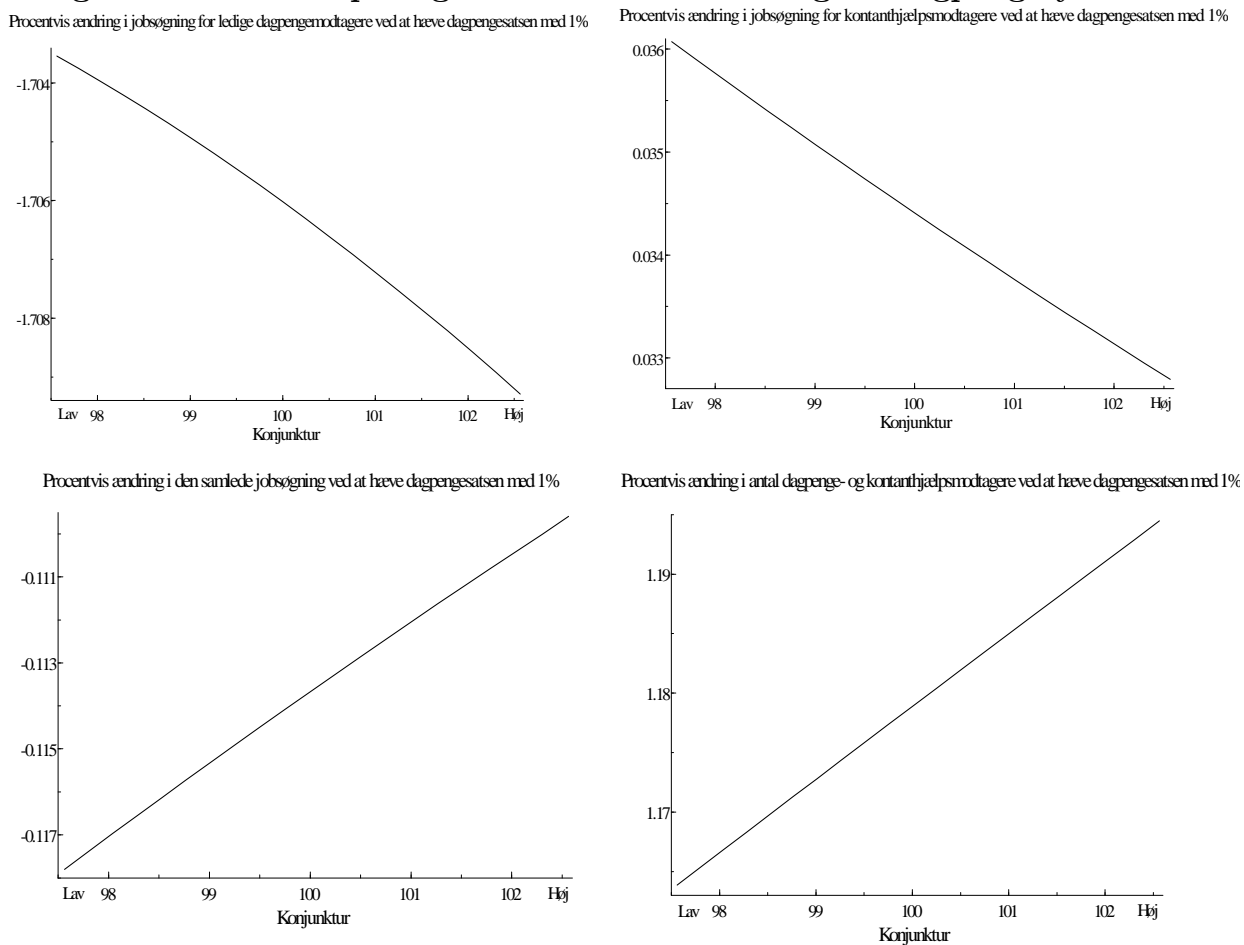 Procentvis ændring i jobsøgning for ledige dagpengemodtagere ved at hæve dagpengesatsen med 1%
-1.704
-1.706
-1.708
Lav 98 99 100 101 102 Høj
Konjunktur
Procentvis ændring i jobsøgning for kontanthjælpsmodtagere ved at hæve dagpengesatsen med 1%
0.036
0.035
0.034
0.033
Lav 98 99 100 101 102 Høj
Konjunktur
Procentvis ændring i den samlede jobsøgning ved at hæve dagpengesatsen med 1%
-0.111
-0.113
-0.115
-0.117
Lav 98 99 100 101 102 Høj
Konjunktur
Procentvis ændring i antal dagpenge- og kontanthjælpsmodtagere ved at hæve dagpengesatsen med 1%
1.19
1.18
1.17
Lav 98 99 100 101 102 Høj
Konjunktur